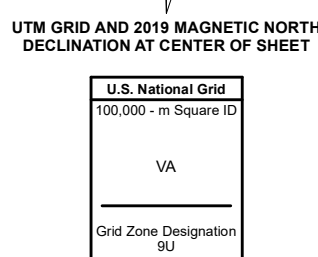 UTM GRID AND 2019 MAGNETIC NORTH
DECLINATION AT CENTER OF SHEET
U.S. National Grid
100,000 - m Square ID
VA
Grid Zone Designation
9U